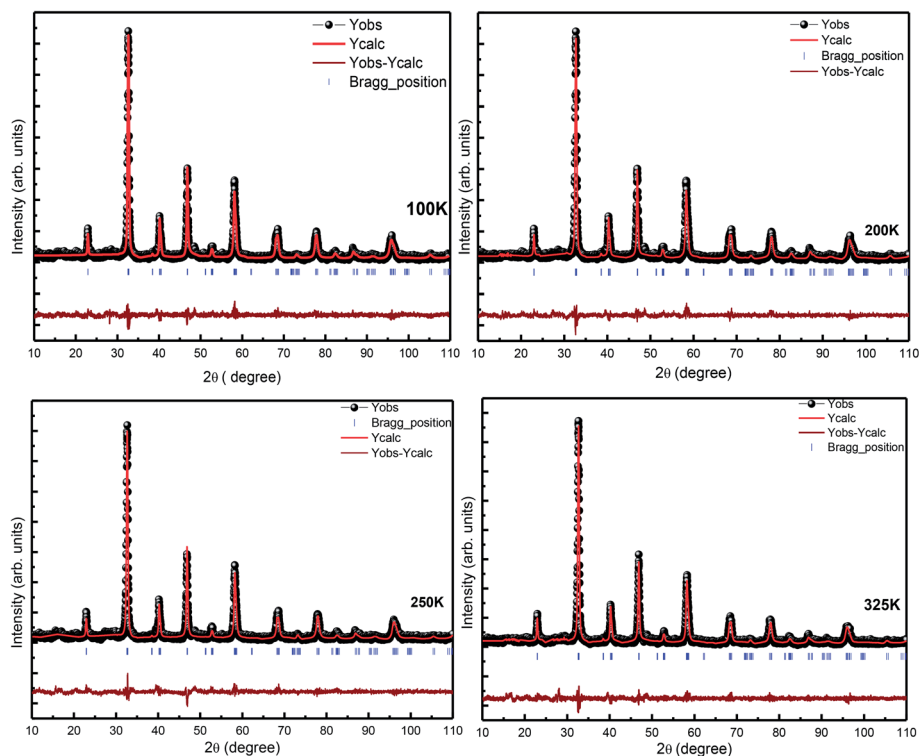 Yobs
Ycalc
Yobs-Ycalc
Bragg_position
100K
Intensity (arb. units)
10 20 30 40 50 60 70 80 90 100 110
2θ ( degree)
Yobs
Ycalc
Bragg_position
Yobs-Ycalc
200K
Intensity (arb. units)
10 20 30 40 50 60 70 80 90 100 110
2θ (degree)
Yobs
Bragg_position
Ycalc
Yobs-Ycalc
250K
Intensity (arb. units)
10 20 30 40 50 60 70 80 90 100 110
2θ (degree)
Yobs
Ycalc
Yobs-Ycalc
Bragg_position
325K
Intensity (arb. units)
10 20 30 40 50 60 70 80 90 100 110
2θ (degree)